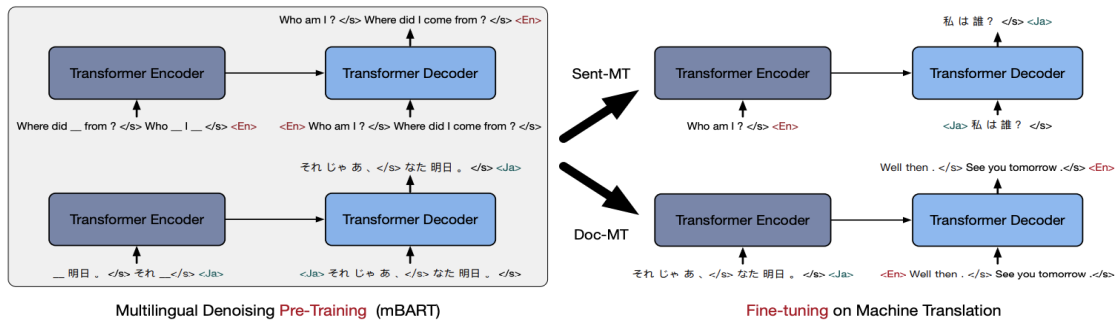 Who am I ? </s> Where did I come from ? </s> <En>
Transformer Encoder
Transformer Decoder
Where did __ from ? </s> Who __ I __ </s> <En>
<En> Who am I ? </s> Where did I come from ? </s>
それ じゃ あ 、</s> なた 明日 。 </s> <Ja>
Transformer Encoder
Transformer Decoder
__ 明日 。 </s> それ __</s> <Ja>
<Ja> それ じゃ あ 、</s> なた 明日 。 </s>
Multilingual Denoising Pre-Training (mBART)
Sent-MT
Doc-MT
私 は 誰？ </s> <Ja>
Transformer Encoder
Transformer Decoder
Who am I ? </s> <En>
<Ja> 私 は 誰？ </s>
Well then . </s> See you tomorrow .</s> <En>
Transformer Encoder
Transformer Decoder
それ じゃ あ 、</s> なた 明日 。 </s> <Ja>
<En> Well then . </s> See you tomorrow .</s>
Fine-tuning on Machine Translation